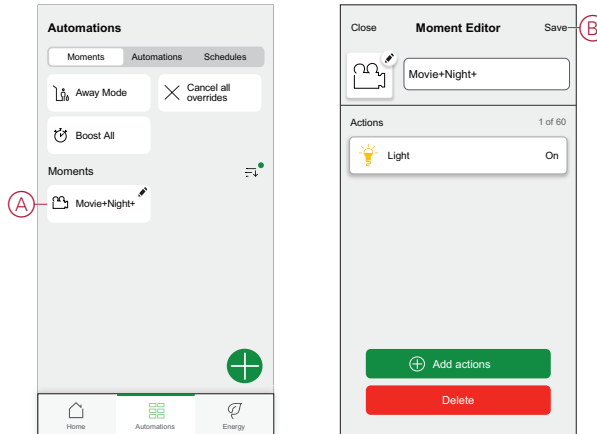 Automations
Moments Automations Schedules
Away Mode
Cancel all
overrides
Boost All
Moments
A
Movie+Night+
Home Automations Energy
Close Moment Editor Save
B
Movie+Night+
Actions 1 of 60
Light On
Add actions
Delete